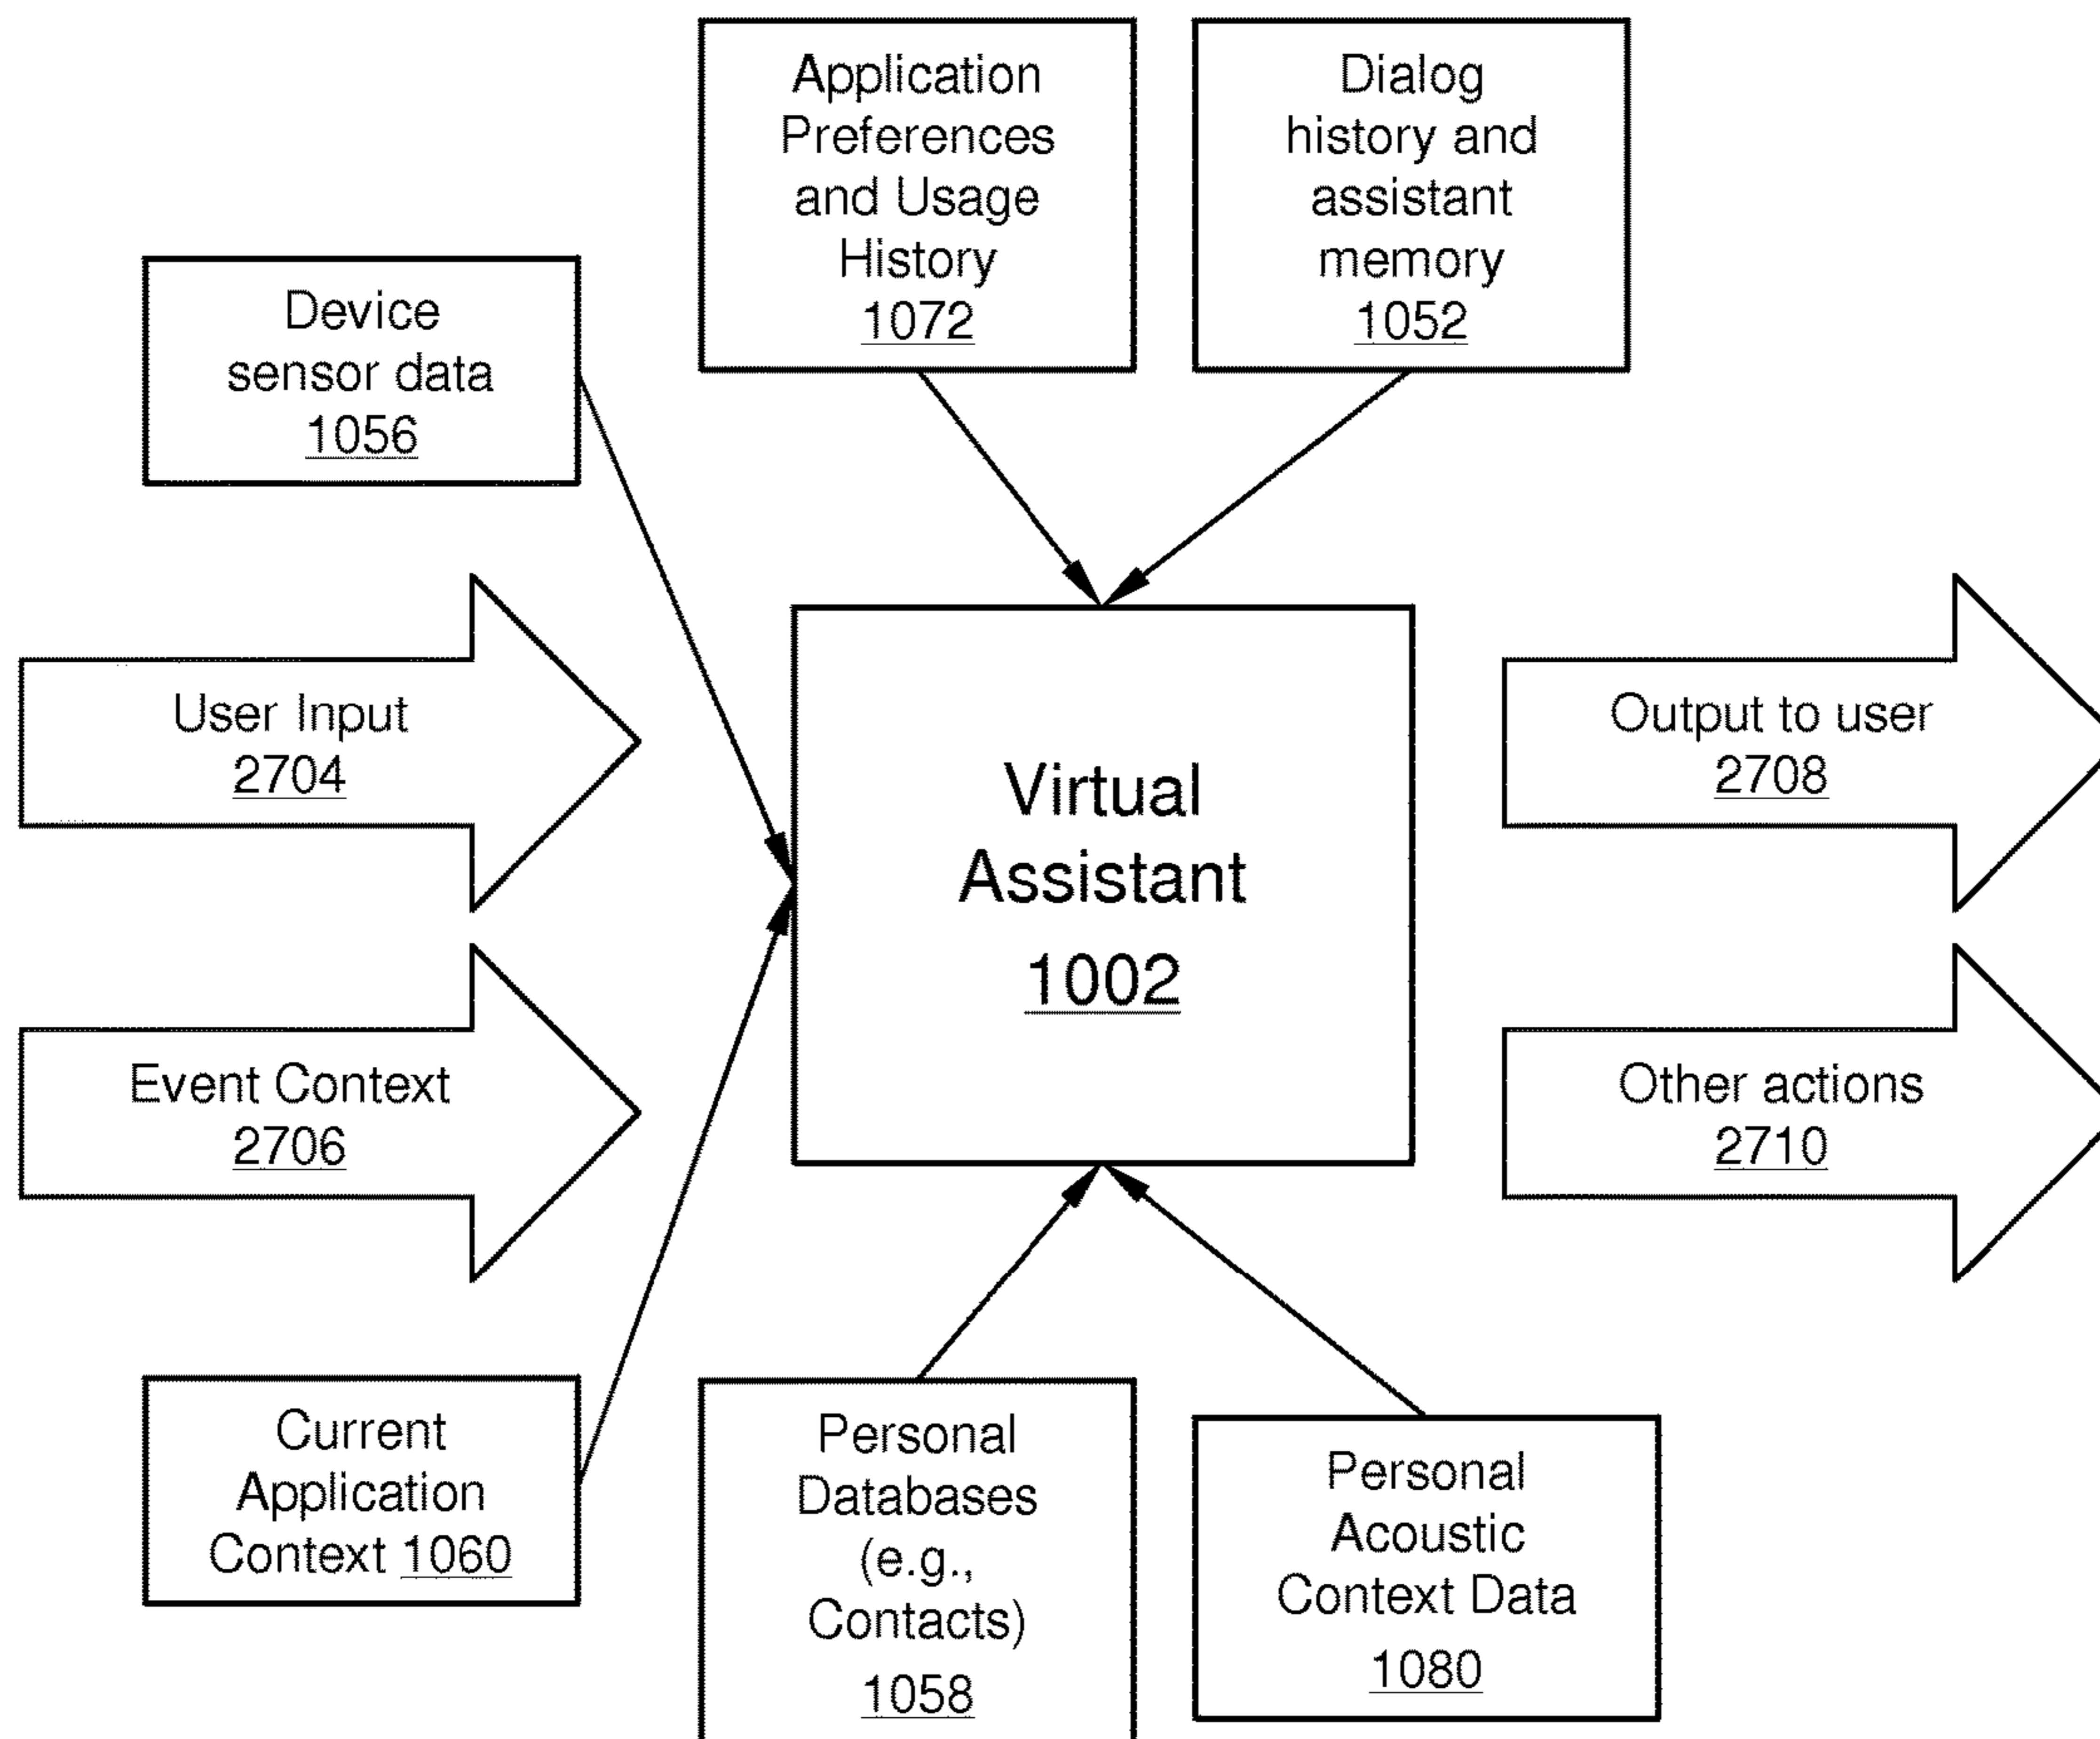 Application
Preferences
and Usage
History
1072
Dialog
history and
assistant
memory
1052
Device
sensor data
1056
User Input
2704
Virtual
Assistant
1002
Output to user
2708
Event Context
2706
Other actions
2710
Current
Application
Context 1060
Personal
Databases
(e.g.,
Contacts)
1058
Personal
Acoustic
Context Data
1080